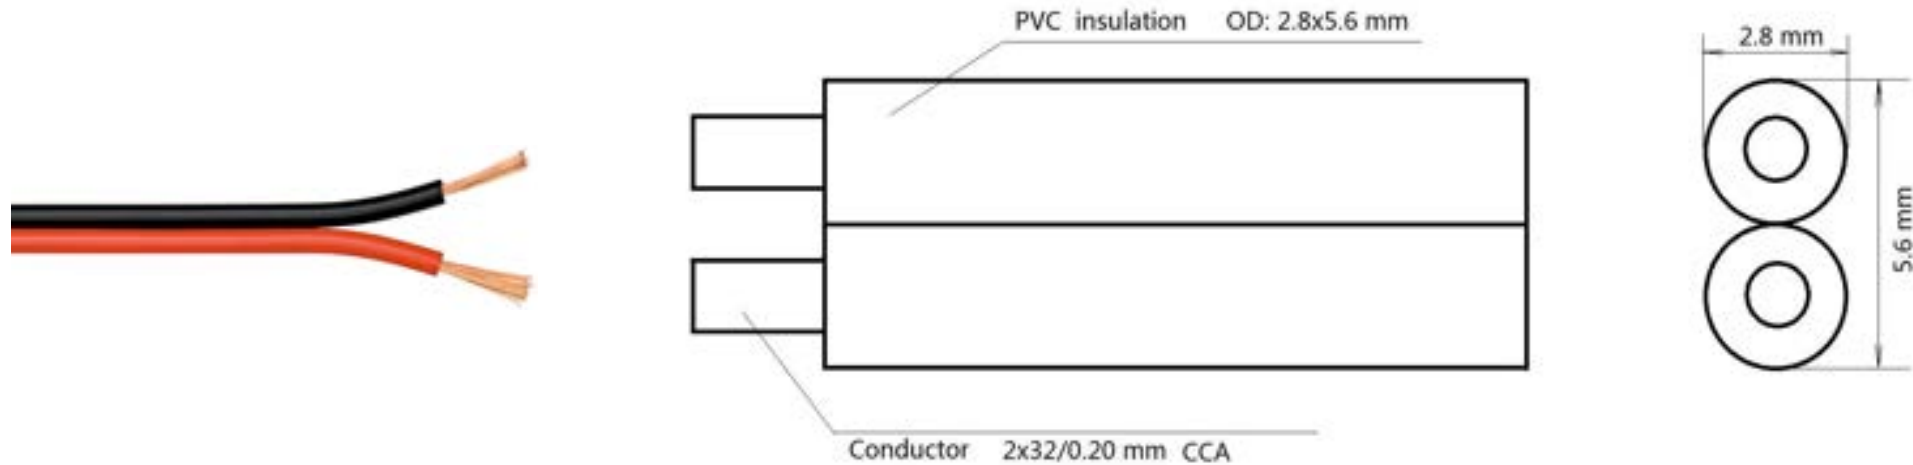 PVC insulation OD: 2.8x5.6 mm
2.8 mm
5.6 mm
Conductor 2x32/0.20 mm CCA